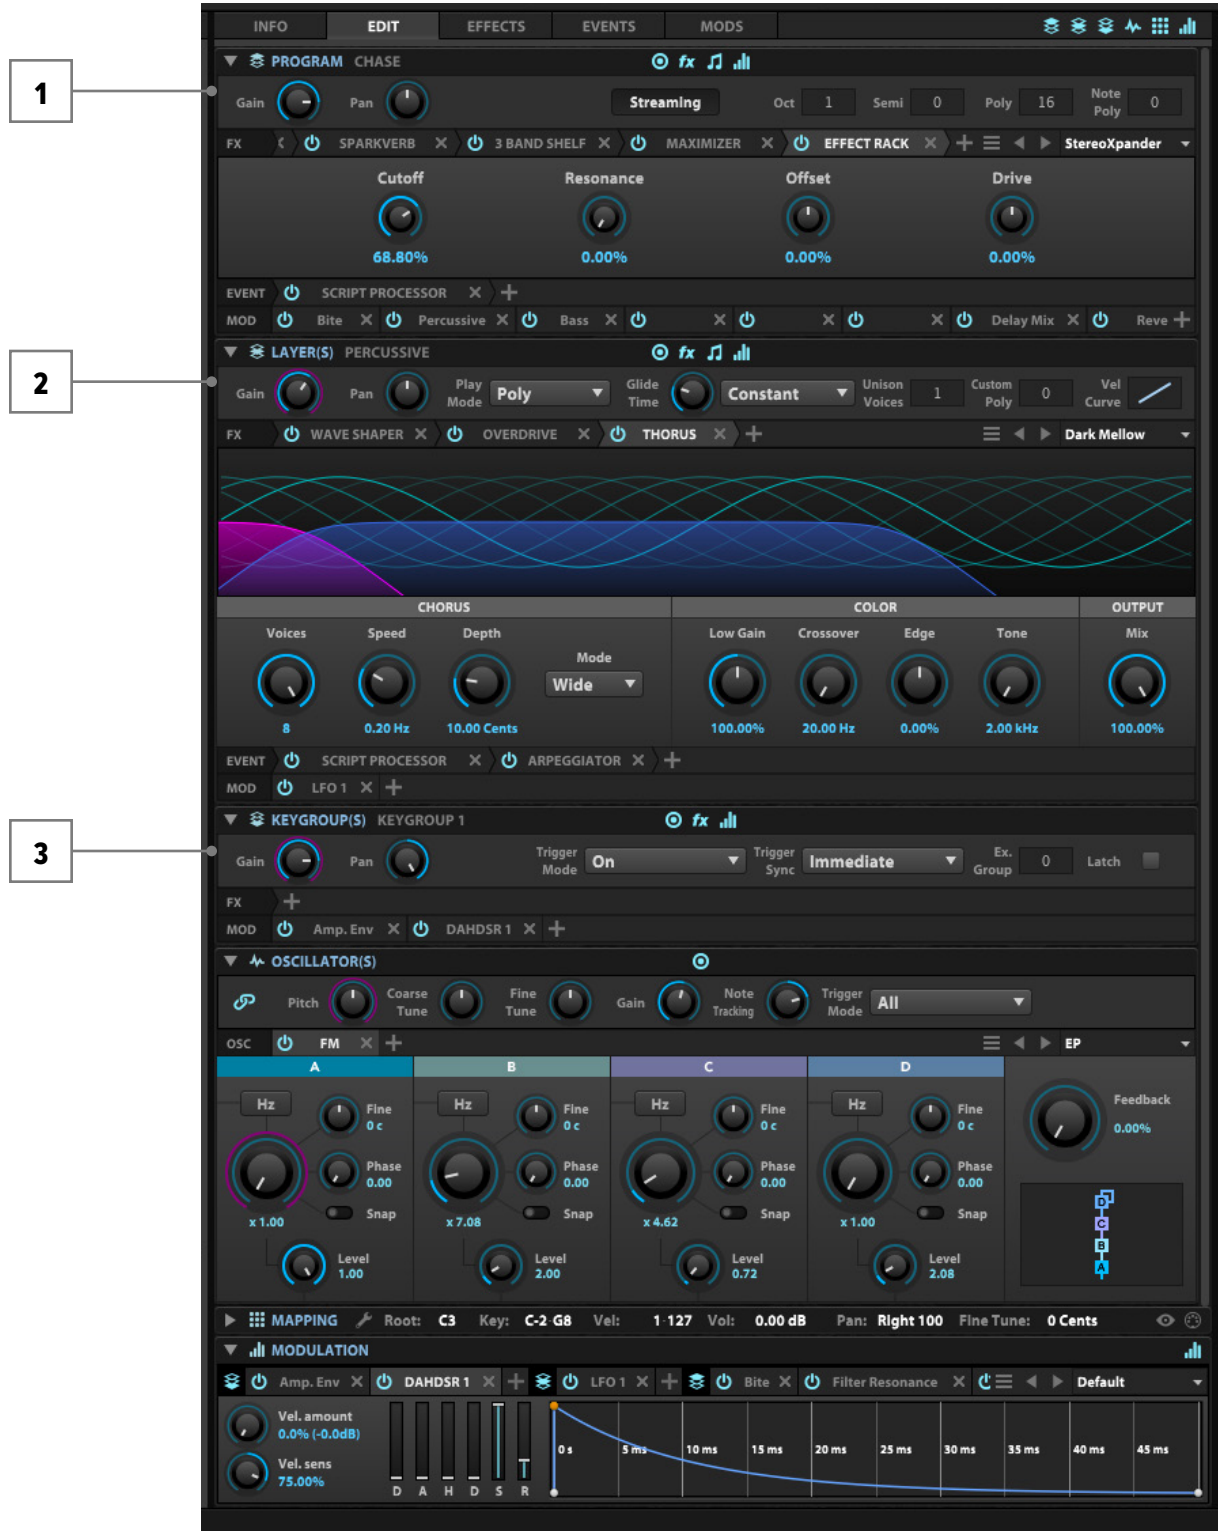 INFO EDIT EFFECTS EVENTS MODS
PROGRAM CHASE fx
1
Gain Pan Streaming Oct 1 Semi 0 Poly 16 Note Poly 0
FX SPARKVERB 3 BAND SHELF MAXIMIZER EFFECT RACK StereoXpander
Cutoff Resonance Offset Drive
68.80% 0.00% 0.00% 0.00%
EVENT SCRIPT PROCESSOR
MOD Bite Percussive Bass Delay Mix Reve
LAYER(S) PERCUSSIVE fx
2
Gain Pan Play Mode Poly Glide Time Constant Unison Voices 1 Custom Poly 0 Vel Curve
FX WAVE SHAPER OVERDRIVE THORUS Dark Mellow
CHORUS COLOR OUTPUT
Voices Speed Depth Mode Low Gain Crossover Edge Tone Mix
Wide
8 0.20 Hz 10.00 Cents 100.00% 20.00 Hz 0.00% 2.00 kHz 100.00%
EVENT SCRIPT PROCESSOR ARPEGGIATOR
MOD LFO 1
KEYGROUP(S) KEYGROUP 1 fx
3
Gain Pan Trigger Mode On Trigger Sync Immediate Ex. Group 0 Latch
FX
MOD Amp. Env DAHDSR 1
OSCILLATOR(S)
Pitch Coarse Tune Fine Tune Gain Note Tracking Trigger Mode All
OSC FM EP
A B C D
Hz Fine Hz Fine Hz Fine Hz Fine Feedback
0 c 0 c 0 c 0 c 0.00%
Phase Phase Phase Phase
0.00 0.00 0.00 0.00
Snap Snap Snap Snap
x 1.00 x 7.08 x 4.62 x 1.00
Level Level Level Level
1.00 2.00 0.72 2.08
D
C
B
A
MAPPING Root: C3 Key: C-2-G8 Vel: 1-127 Vol: 0.00 dB Pan: Right 100 Fine Tune: 0 Cents
MODULATION
Amp. Env DAHDSR 1 LFO 1 Bite Filter Resonance Default
Vel. amount
0.0% (-0.0dB)
0 s 5 ms 10 ms 15 ms 20 ms 25 ms 30 ms 35 ms 40 ms 45 ms
Vel. sens
75.00%
D A H D S R